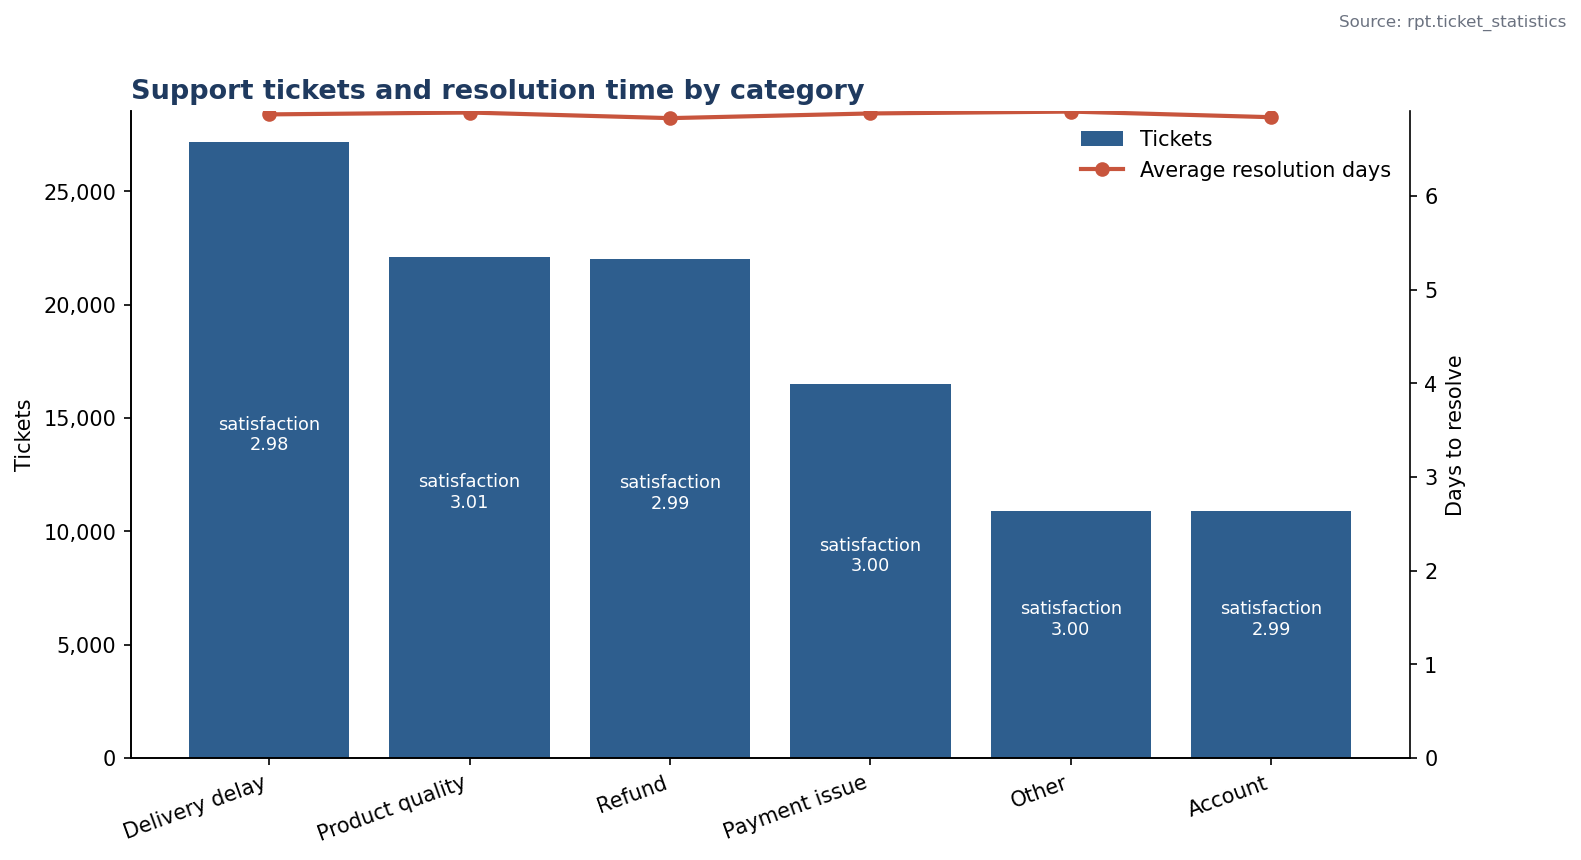 Source: rpt.ticket_statistics
Support tickets and resolution time by category
Tickets
Average resolution days
25,000
20,000
15,000
10,000
5,000
0
Tickets
6
5
4
3
2
1
0
Days to resolve
satisfaction
2.98
satisfaction
3.01
satisfaction
2.99
satisfaction
3.00
satisfaction
3.00
satisfaction
2.99
Delivery delay
Product quality
Refund
Payment issue
Other
Account